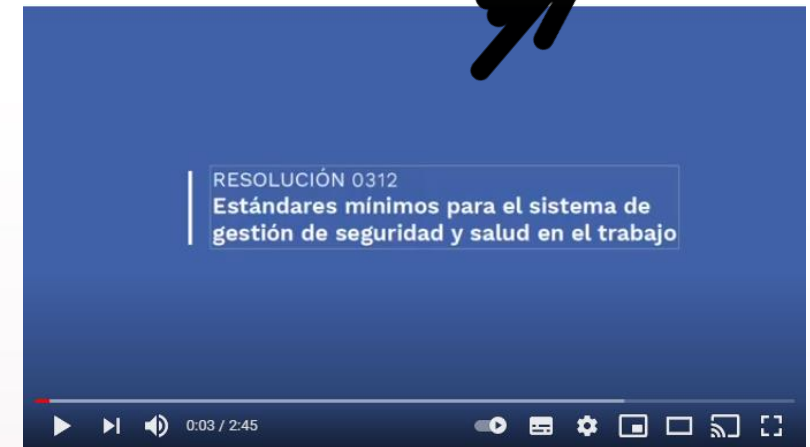 RESOLUCIÓN 0312
Estándares mínimos para el sistema de
gestión de seguridad y salud en el trabajo
0:03 / 2:45